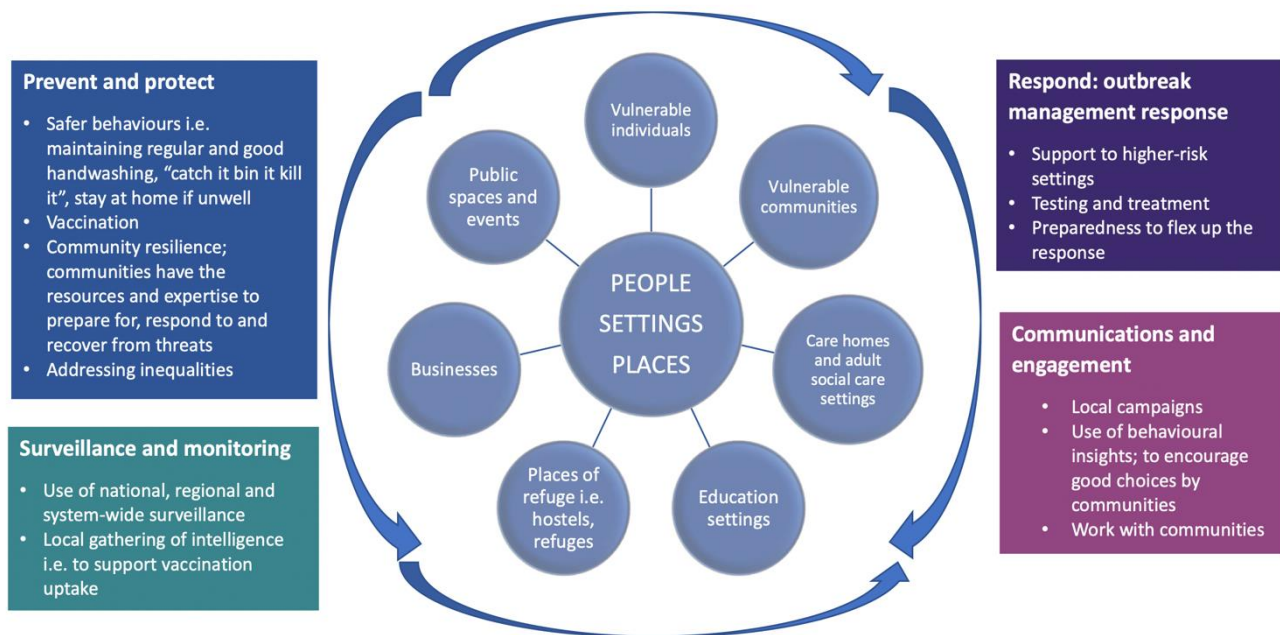 Prevent and protect
• Safer behaviours i.e.
maintaining regular and good
handwashing, “catch it bin it kill
it”, stay at home if unwell
• Vaccination
• Community resilience;
communities have the
resources and expertise to
prepare for, respond to and
recover from threats
• Addressing inequalities
Surveillance and monitoring
• Use of national, regional and
system-wide surveillance
• Local gathering of intelligence
i.e. to support vaccination
uptake
PEOPLE
SETTINGS
PLACES
Vulnerable
individuals
Vulnerable
communities
Care homes
and adult
social care
settings
Education
settings
Places of
refuge i.e.
hostels,
refuges
Businesses
Public
spaces and
events
Respond: outbreak
management response
• Support to higher-risk
settings
• Testing and treatment
• Preparedness to flex up the
response
Communications and
engagement
• Local campaigns
• Use of behavioural
insights; to encourage
good choices by
communities
• Work with communities